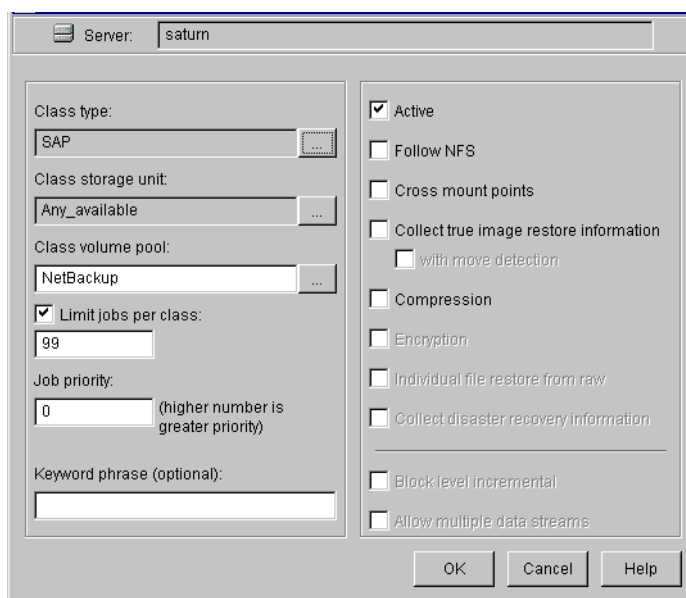 Server: saturn
Class type:
SAP
...
Class storage unit:
Any_available
...
Class volume pool:
NetBackup
...
Limit jobs per class:
99
Job priority:
0
(higher number is
greater priority)
Keyword phrase (optional):
Active
Follow NFS
Cross mount points
Collect true image restore information
with move detection
Compression
Encryption
Individual file restore from raw
Collect disaster recovery information
Block level incremental
Allow multiple data streams
OK Cancel Help